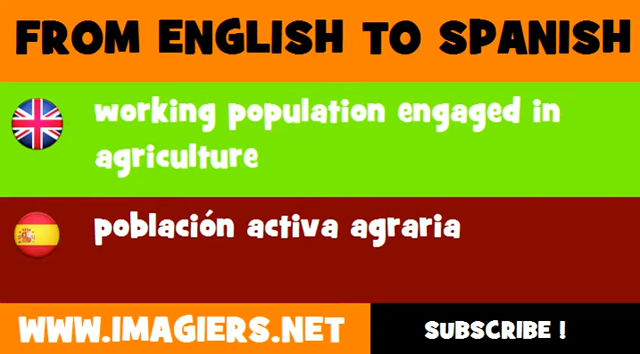 FROM ENGLISH TO SPANISH
working population engaged in
agriculture
población activa agraria
WWW.IMAGIERS.NET
SUBSCRIBE !